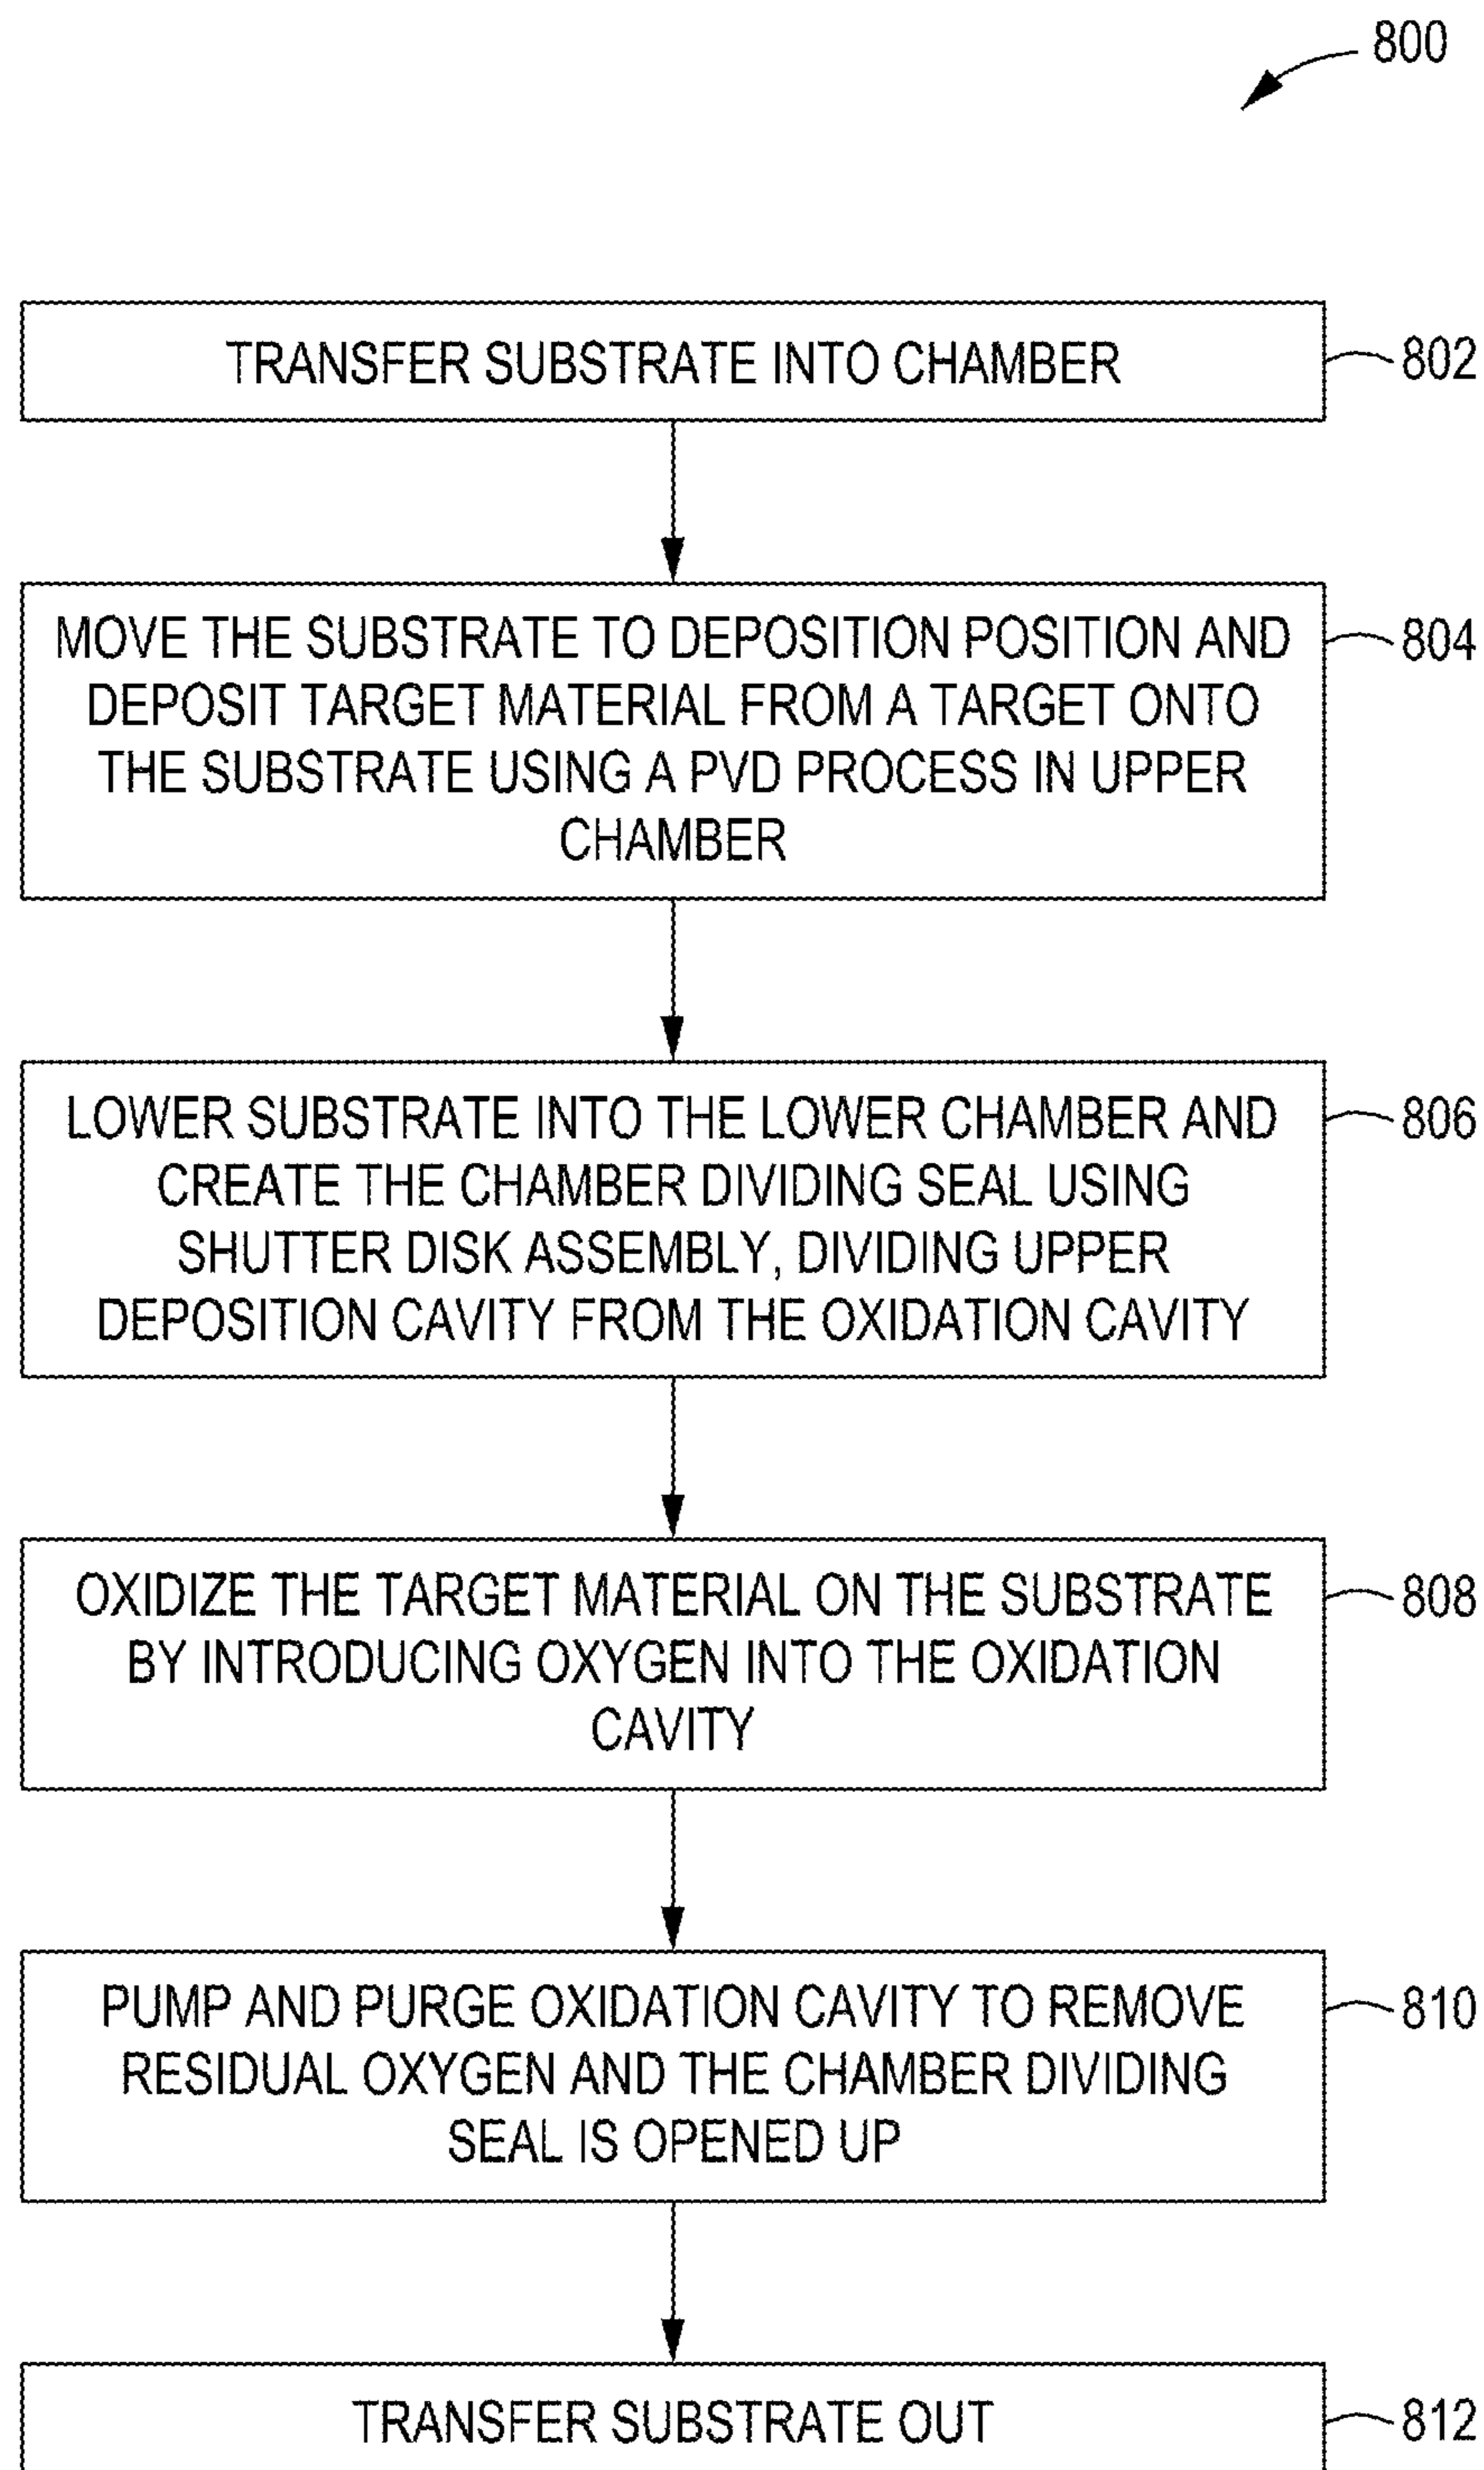 800
TRANSFER SUBSTRATE INTO CHAMBER
802
MOVE THE SUBSTRATE TO DEPOSITION POSITION AND
DEPOSIT TARGET MATERIAL FROM A TARGET ONTO
THE SUBSTRATE USING A PVD PROCESS IN UPPER
CHAMBER
804
LOWER SUBSTRATE INTO THE LOWER CHAMBER AND
CREATE THE CHAMBER DIVIDING SEAL USING
SHUTTER DISK ASSEMBLY, DIVIDING UPPER
DEPOSITION CAVITY FROM THE OXIDATION CAVITY
806
OXIDIZE THE TARGET MATERIAL ON THE SUBSTRATE
BY INTRODUCING OXYGEN INTO THE OXIDATION
CAVITY
808
PUMP AND PURGE OXIDATION CAVITY TO REMOVE
RESIDUAL OXYGEN AND THE CHAMBER DIVIDING
SEAL IS OPENED UP
810
TRANSFER SUBSTRATE OUT
812